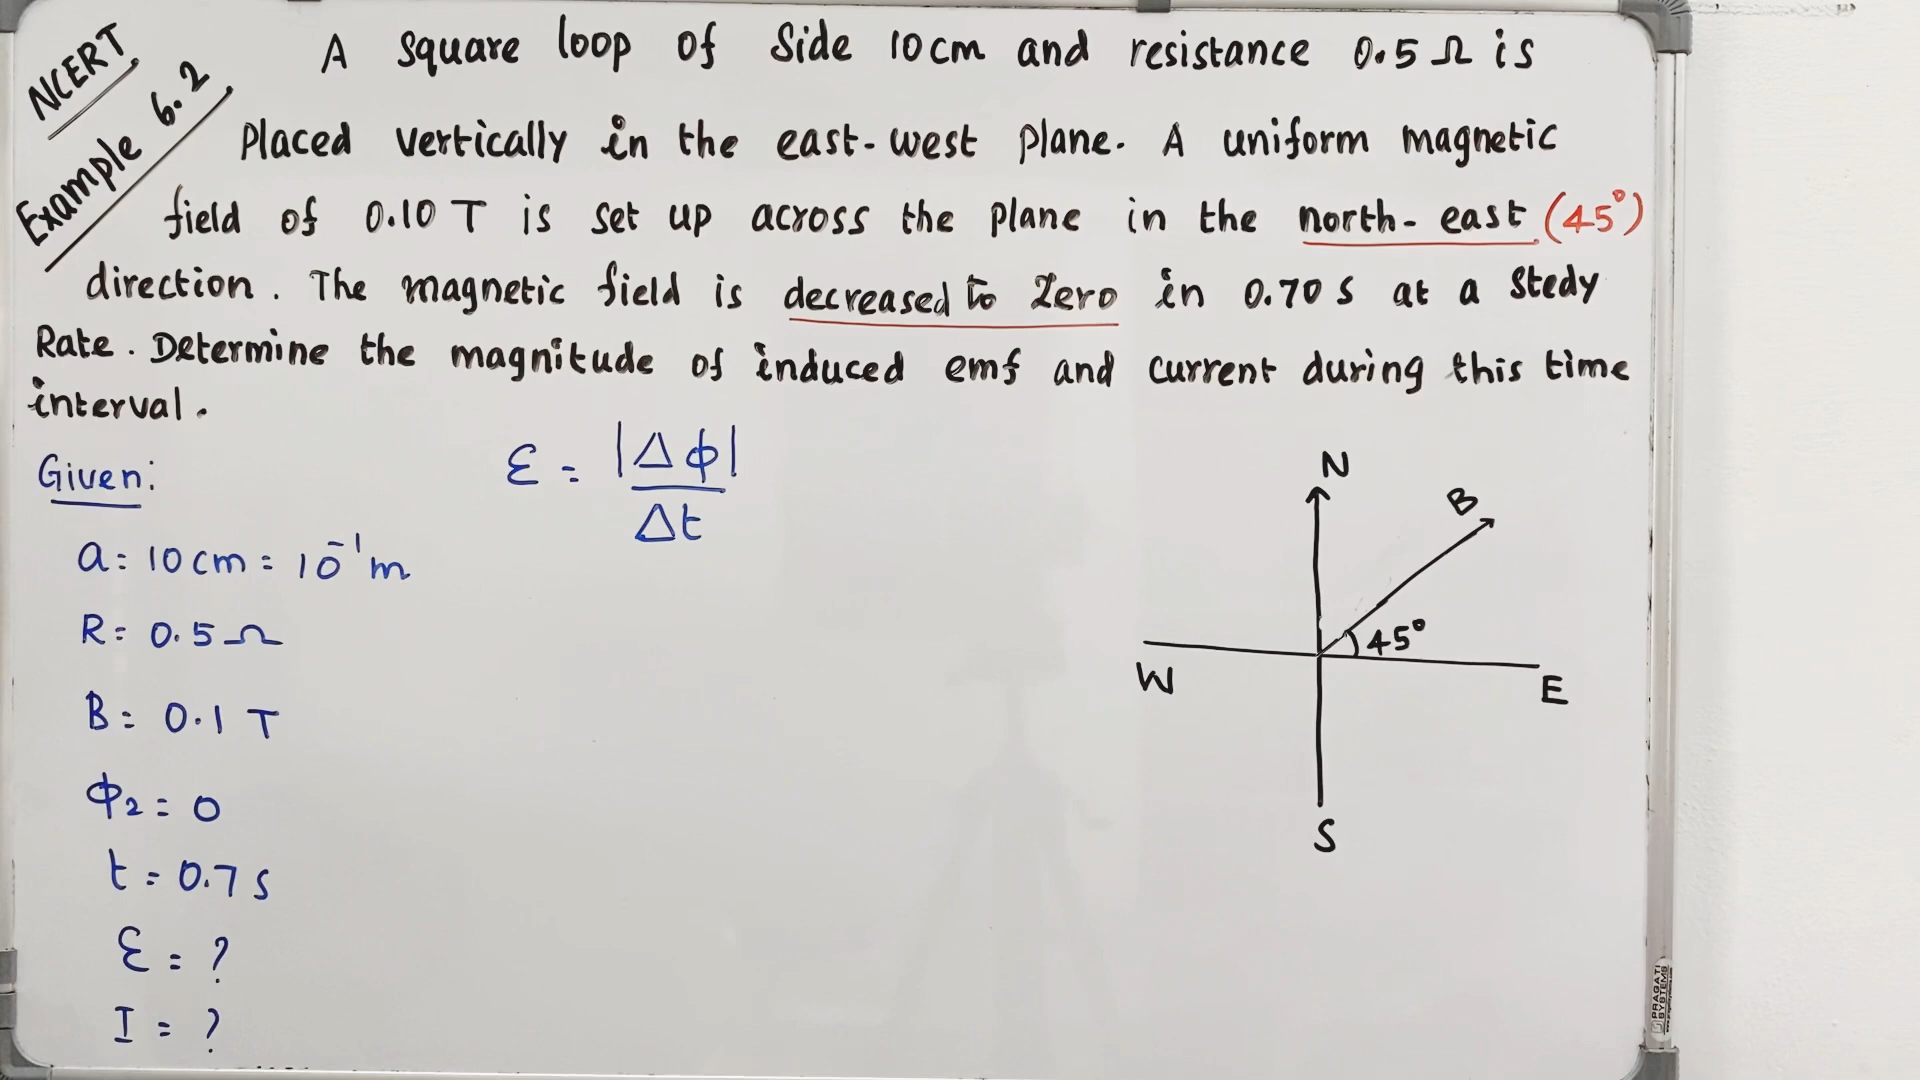 NCERT
Example 6.2
A square loop of Side 10cm and resistance 0.5 Ω is
Placed vertically in the east-west plane. A uniform magnetic
field of 0.10 T is set up across the plane in the north-east (45°)
direction. The magnetic field is decreased to Zero in 0.70 s at a Stedy
Rate. Determine the magnitude of induced emf and current during this time
interval.
Given:
a = 10 cm = 10⁻¹ m
R = 0.5 Ω
B = 0.1 T
Φ₂ = 0
t = 0.7 s
ε = ?
I = ?
ε = |Δφ|
Δt
N
B
45°
W
E
S
PRAGATI
SYSTEMS